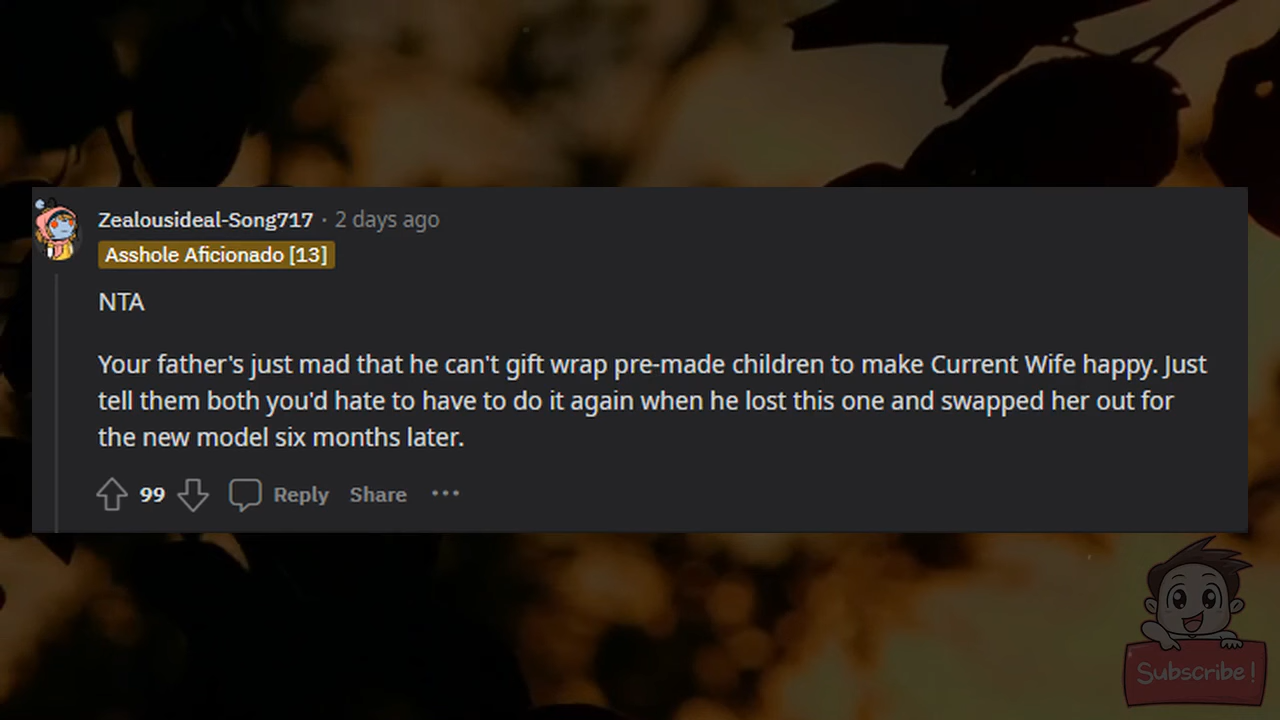 Zealousideal-Song717 · 2 days ago
Asshole Aficionado [13]
NTA
Your father's just mad that he can't gift wrap pre-made children to make Current Wife happy. Just
tell them both you'd hate to have to do it again when he lost this one and swapped her out for
the new model six months later.
99 Reply Share ···
Subscribe!